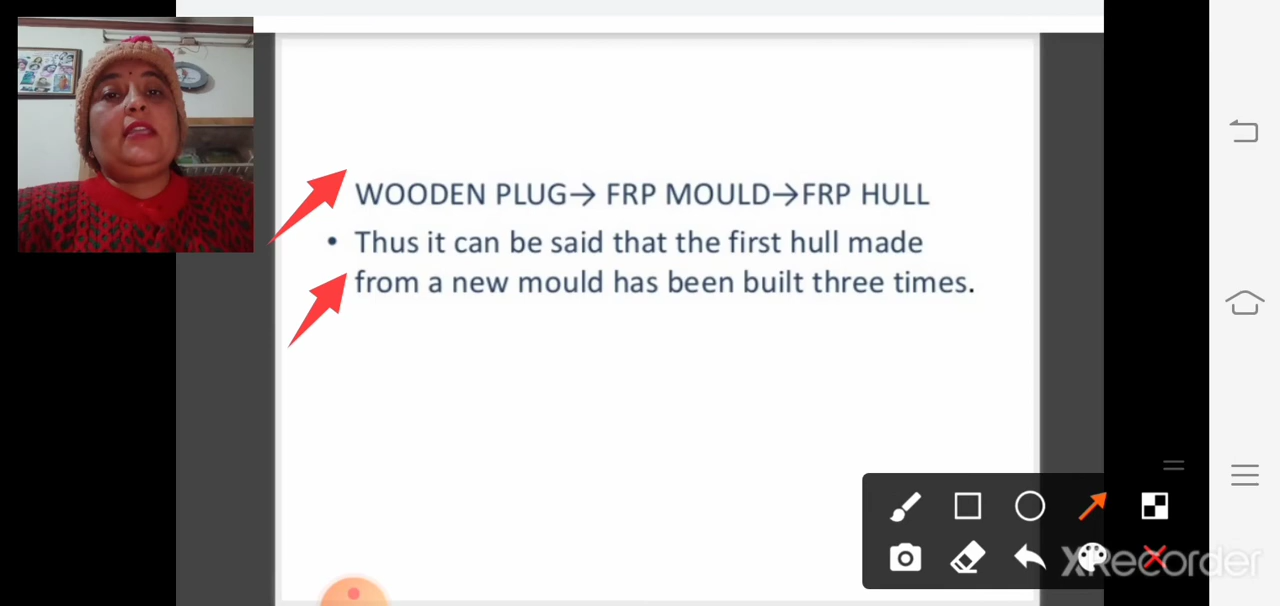 WOODEN PLUG→ FRP MOULD→FRP HULL
• Thus it can be said that the first hull made
from a new mould has been built three times.
XRecorder